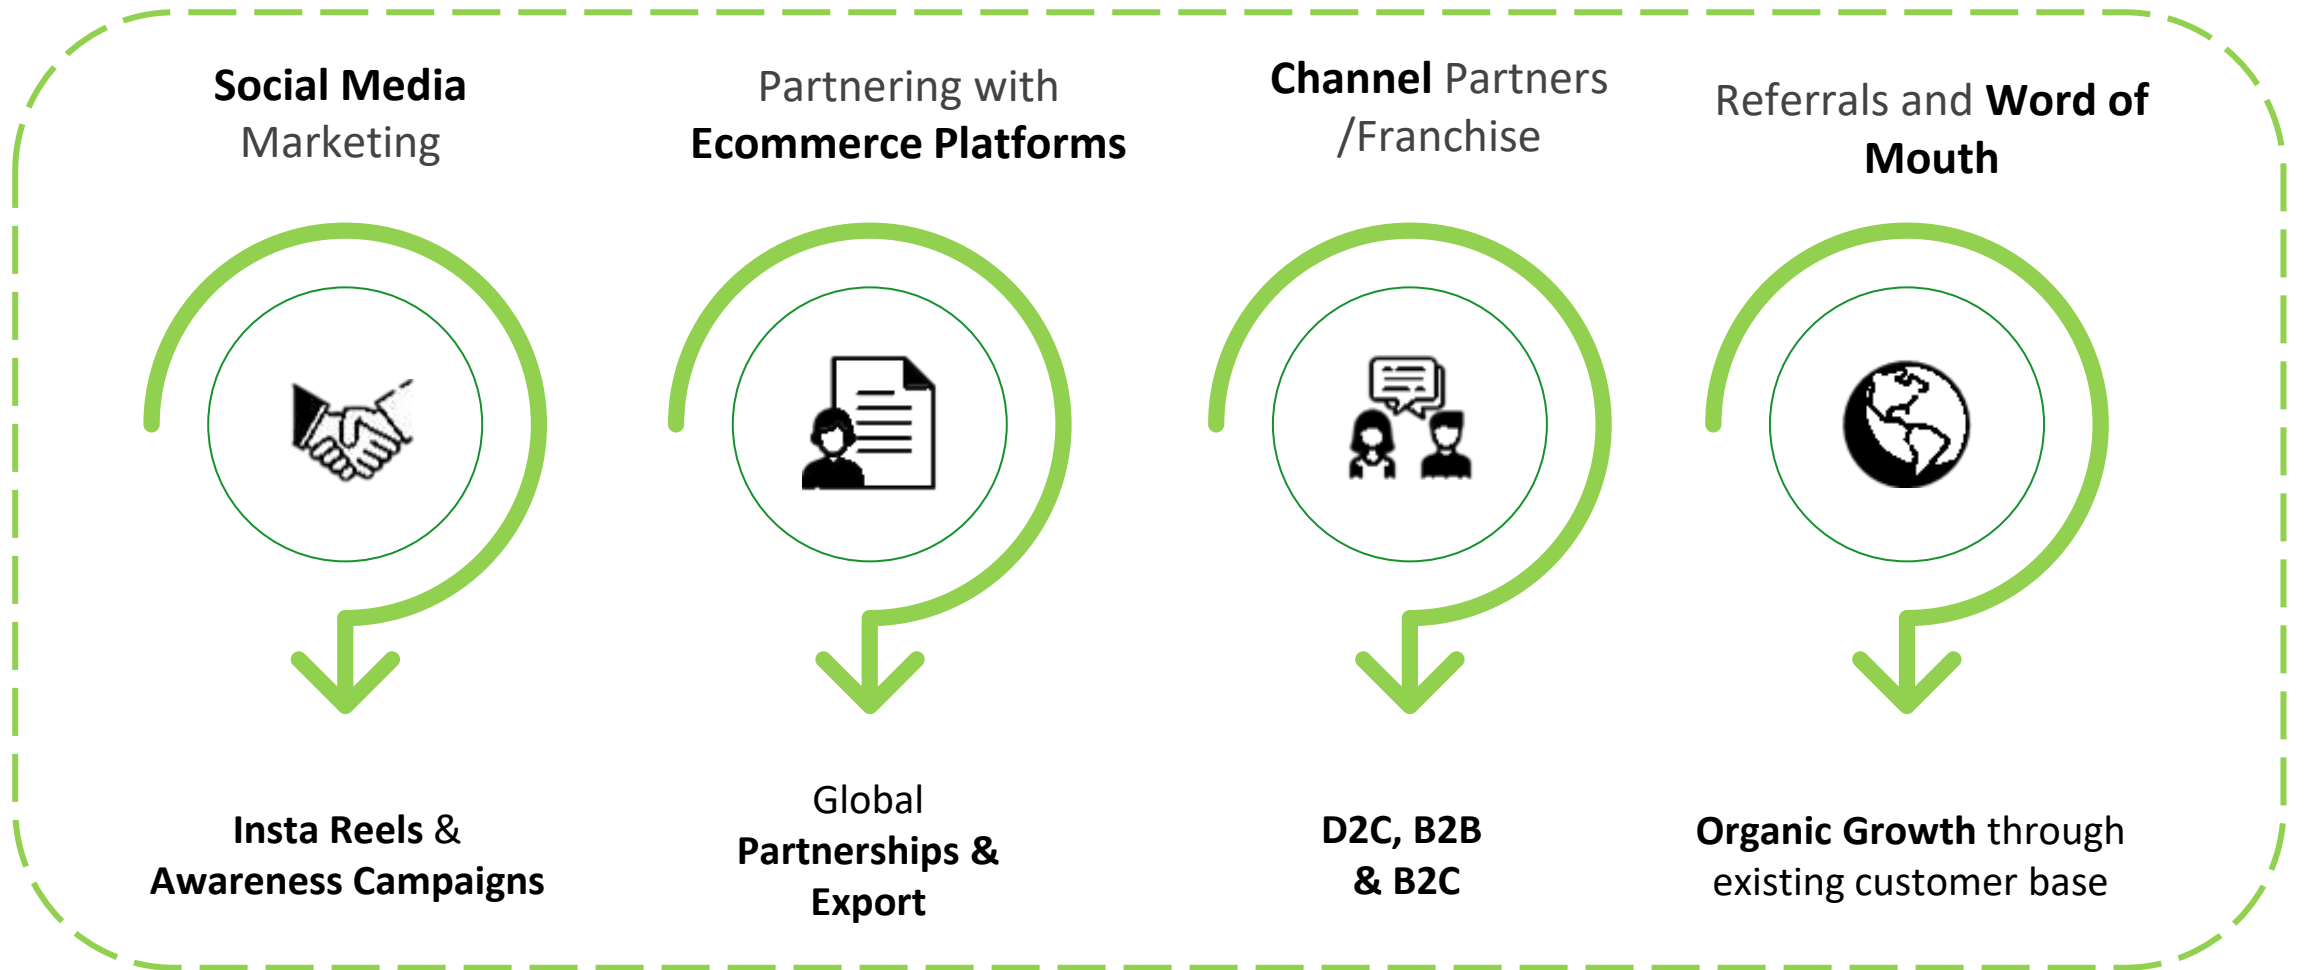 Social Media
Marketing
Partnering with
Ecommerce Platforms
Channel Partners
/Franchise
Referrals and Word of
Mouth
Insta Reels &
Awareness Campaigns
Global
Partnerships &
Export
D2C, B2B
& B2C
Organic Growth through
existing customer base